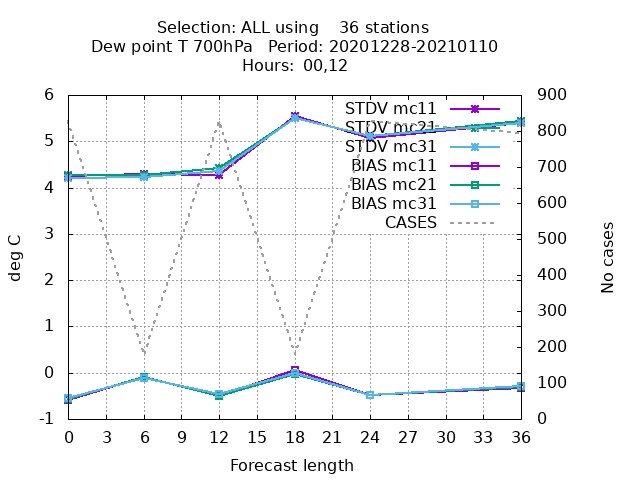 Selection: ALL using    36 stations
Dew point T 700hPa   Period: 20201228-20210110
Hours: 00,12
6
5
4
3
2
1
0
-1
deg C
900
800
700
600
500
400
300
200
100
0
No cases
STDV mc11
STDV mc21
STDV mc31
BIAS mc11
BIAS mc21
BIAS mc31
CASES
0 3 6 9 12 15 18 21 24 27 30 33 36
Forecast length